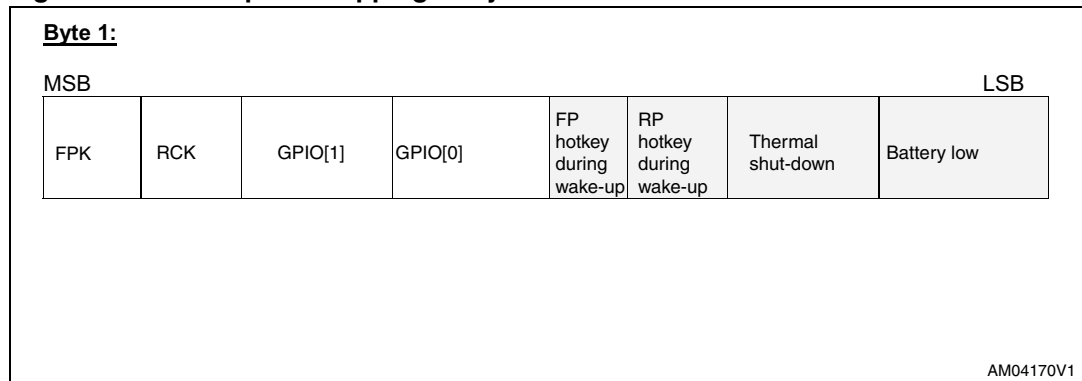 Byte 1:
MSB LSB
FPK
RCK
GPIO[1]
GPIO[0]
FP
hotkey
during
wake-up
RP
hotkey
during
wake-up
Thermal
shut-down
Battery low
AM04170V1